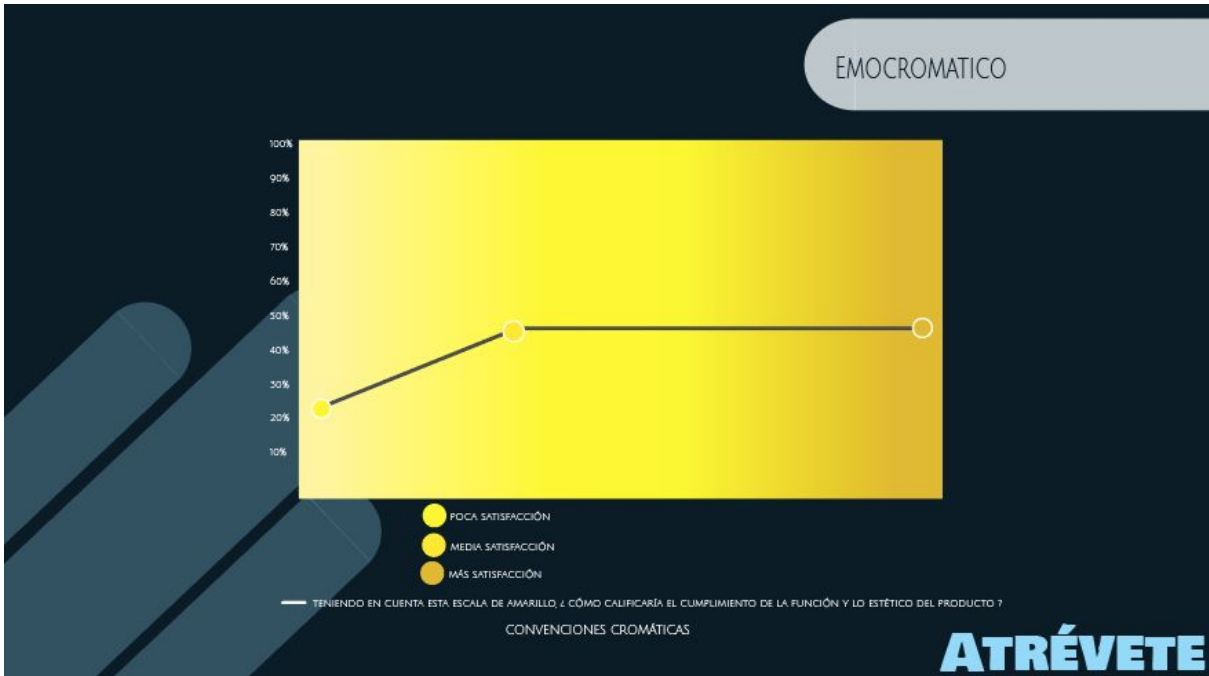 EMOCROMATICO
100%
90%
80%
70%
60%
50%
40%
30%
20%
10%
POCA SATISFACCIÓN
MEDIA SATISFACCIÓN
MÁS SATISFACCIÓN
TENIENDO EN CUENTA ESTA ESCALA DE AMARILLO, ¿ CÓMO CALIFICARÍA EL CUMPLIMIENTO DE LA FUNCIÓN Y LO ESTÉTICO DEL PRODUCTO ?
CONVENCIONES CROMÁTICAS
ATRÉVETE